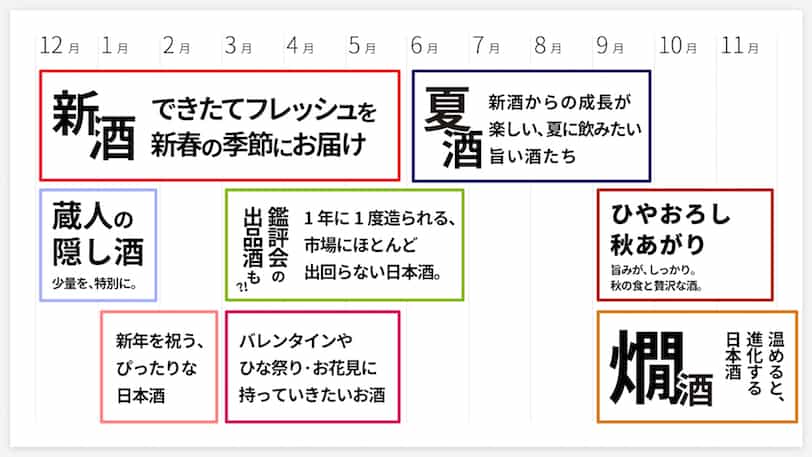 12月 1月 2月 3月 4月 5月 6月 7月 8月 9月 10月 11月
新酒
できたてフレッシュを
新春の季節にお届け
夏酒
新酒からの成長が
楽しい、夏に飲みたい
旨い酒たち
蔵人の
隠し酒
少量を、特別に。
鑑評会の
出品酒も?!
1年に1度造られる、
市場にほとんど
出回らない日本酒。
ひやおろし
秋あがり
旨みが、しっかり。
秋の食と贅沢な酒。
新年を祝う、
ぴったりな
日本酒
バレンタインや
ひな祭り・お花見に
持っていきたいお酒
燗酒
温めると、
進化する
日本酒